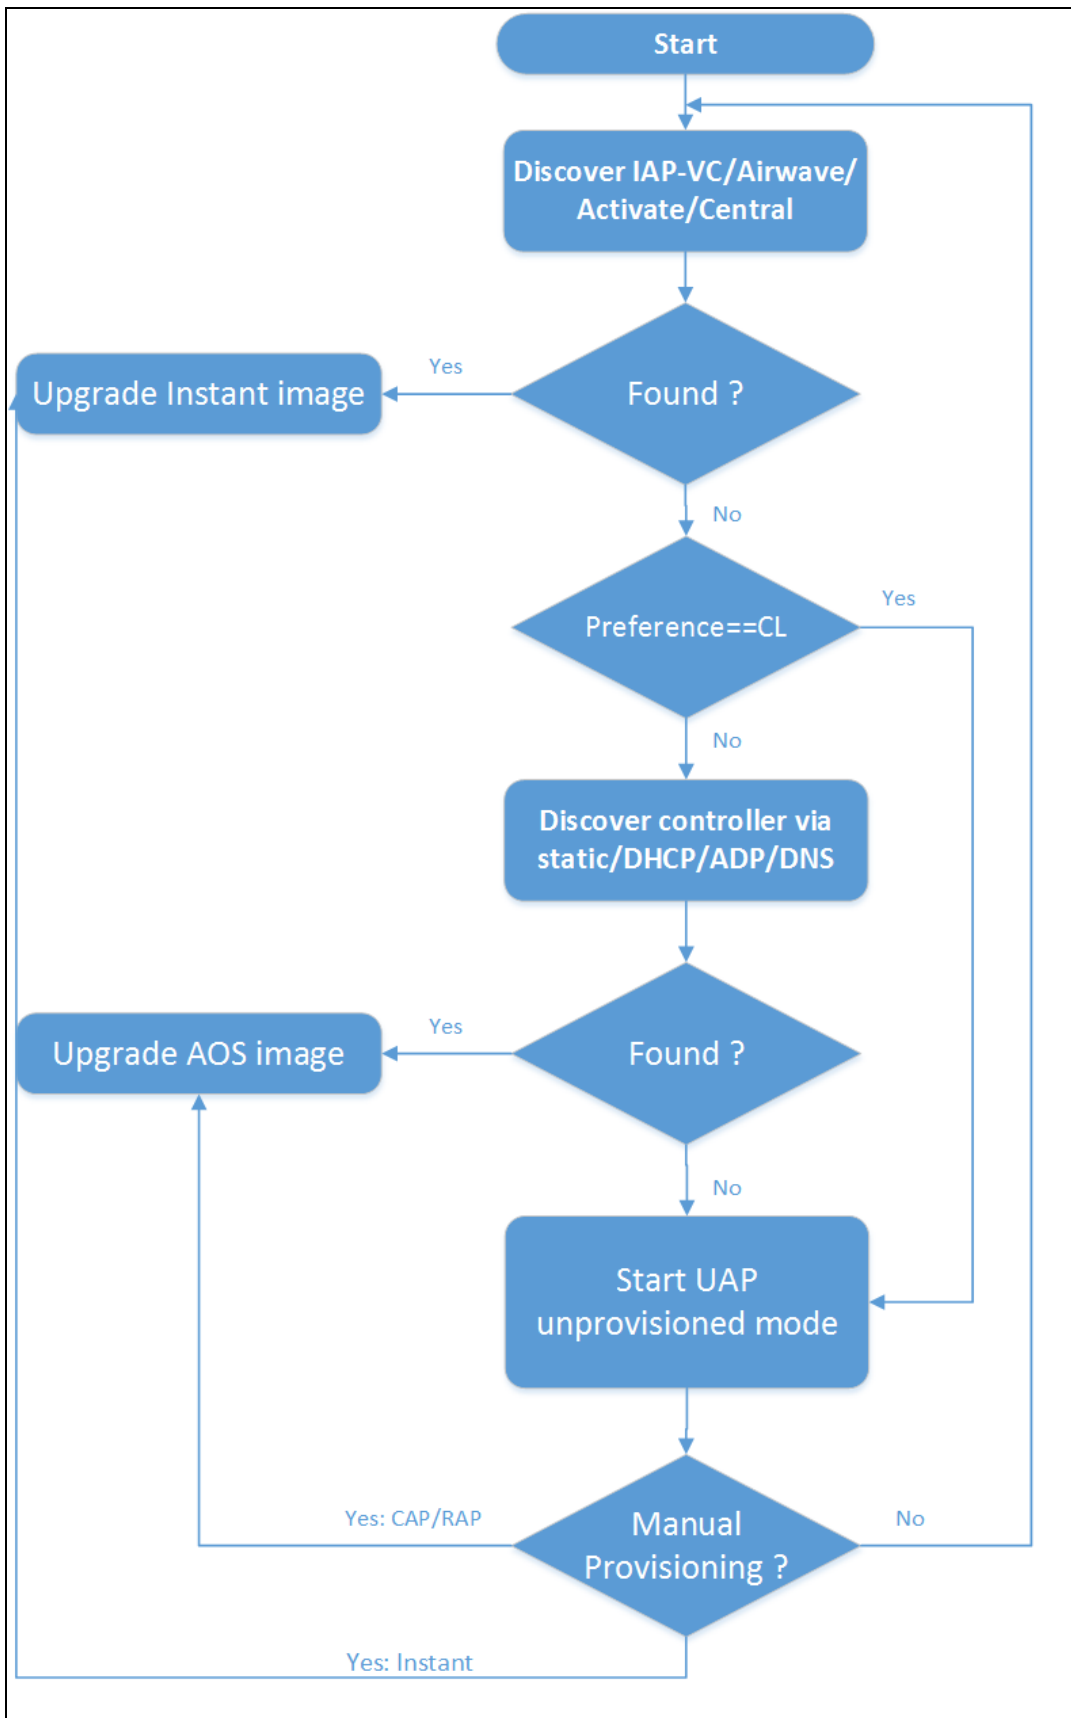 Start
Discover IAP-VC/Airwave/
Activate/Central
Yes
Upgrade Instant image
Found ?
No
Yes
Preference==CL
No
Discover controller via
static/DHCP/ADP/DNS
Yes
Upgrade AOS image
Found ?
No
Start UAP
unprovisioned mode
Yes: CAP/RAP
Manual
Provisioning ?
No
Yes: Instant